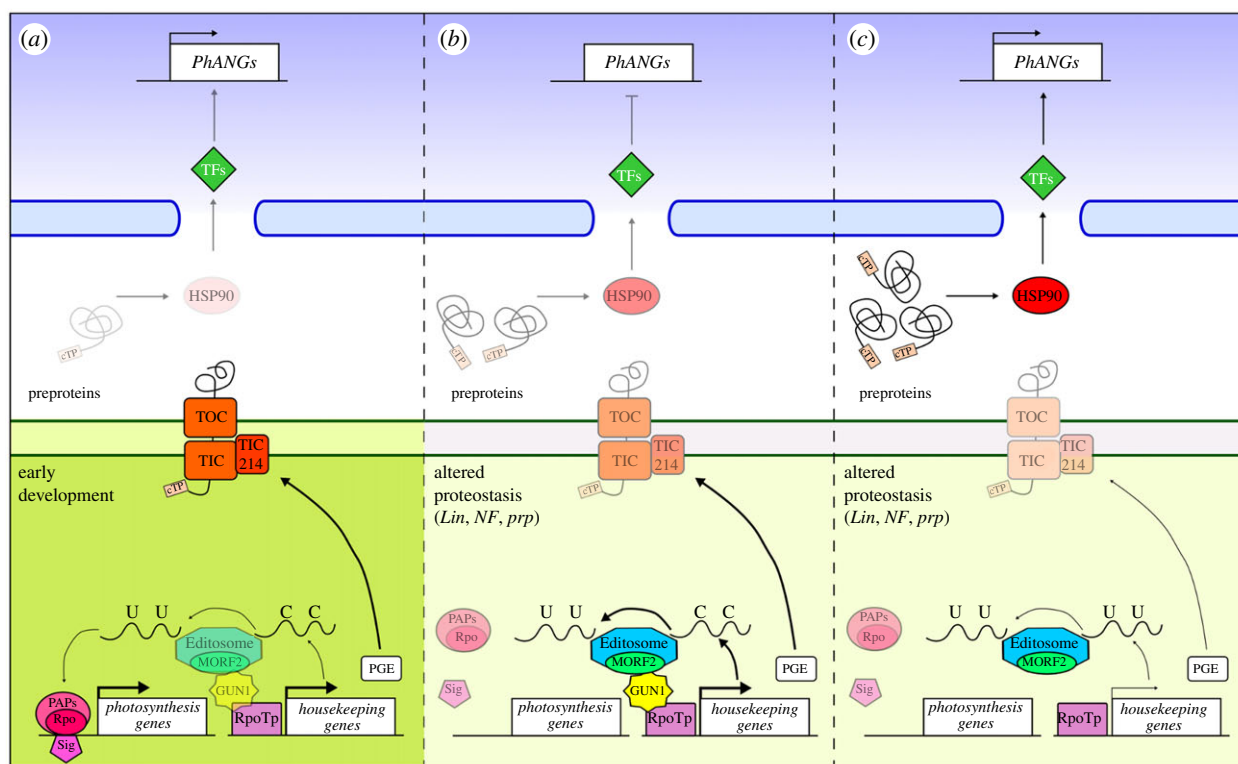 (a)
PhANGs
TFs
HSP90
cTP
preproteins
TOC
TIC
TIC
214
cTP
early
development
U U
C C
Editosome
MORF2
GUN1
PGE
PAPs
Rpo
Sig
photosynthesis
genes
RpoTp
housekeeping
genes
(b)
PhANGs
TFs
HSP90
cTP
cTP
preproteins
TOC
TIC
TIC
214
cTP
altered
proteostasis
(Lin, NF, prp)
U U
C C
PAPs
Rpo
Editosome
MORF2
GUN1
PGE
Sig
photosynthesis
genes
RpoTp
housekeeping
genes
(c)
PhANGs
TFs
cTP
HSP90
cTP
cTP
preproteins
TOC
TIC
TIC
214
cTP
altered
proteostasis
(Lin, NF, prp)
U U
U U
PAPs
Rpo
Editosome
MORF2
PGE
Sig
photosynthesis
genes
RpoTp
housekeeping
genes